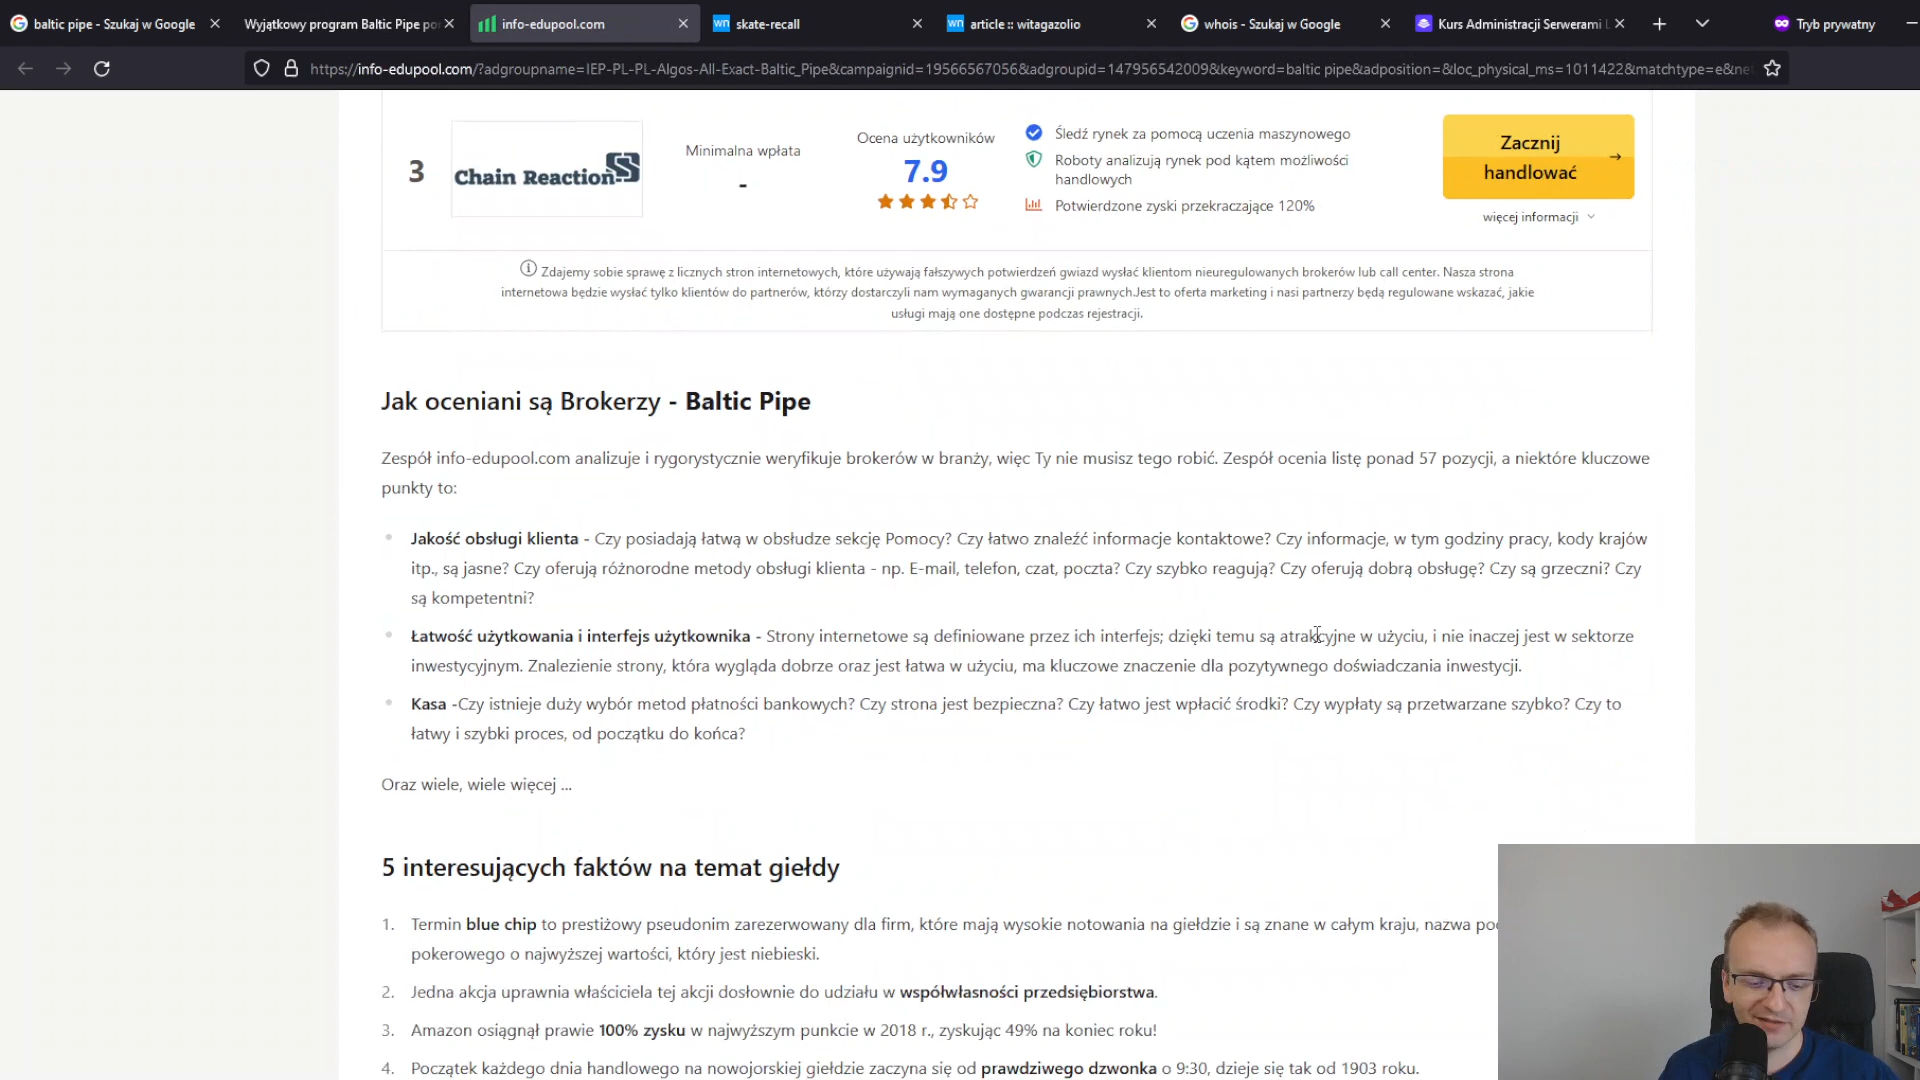 baltic pipe - Szukaj w Google
Wyjątkowy program Baltic Pipe po
info-edupool.com
skate-recall
article :: witagazolio
whois - Szukaj w Google
Kurs Administracji Serwerami L
Tryb prywatny
https://info-edupool.com/?adgroupname=IEP-PL-PL-Algos-All-Exact-Baltic_Pipe&campaignid=19566567056&adgroupid=147956542009&keyword=baltic pipe&adposition=&loc_physical_ms=1011422&matchtype=e&ne
3
Chain Reaction
Minimalna wpłata
-
Ocena użytkowników
7.9
Śledź rynek za pomocą uczenia maszynowego
Roboty analizują rynek pod kątem możliwości
handlowych
Potwierdzone zyski przekraczające 120%
Zacznij
handlować
więcej informacji
Zdajemy sobie sprawę z licznych stron internetowych, które używają fałszywych potwierdzeń gwiazd wysłać klientom nieuregulowanych brokerów lub call center. Nasza strona
internetowa będzie wysłać tylko klientów do partnerów, którzy dostarczyli nam wymaganych gwarancji prawnych.Jest to oferta marketing i nasi partnerzy będą regulowane wskazać, jakie
usługi mają one dostępne podczas rejestracji.
Jak oceniani są Brokerzy - Baltic Pipe
Zespół info-edupool.com analizuje i rygorystycznie weryfikuje brokerów w branży, więc Ty nie musisz tego robić. Zespół ocenia listę ponad 57 pozycji, a niektóre kluczowe
punkty to:
Jakość obsługi klienta - Czy posiadają łatwą w obsłudze sekcję Pomocy? Czy łatwo znaleźć informacje kontaktowe? Czy informacje, w tym godziny pracy, kody krajów
itp., są jasne? Czy oferują różnorodne metody obsługi klienta - np. E-mail, telefon, czat, poczta? Czy szybko reagują? Czy oferują dobrą obsługę? Czy są grzeczni? Czy
są kompetentni?
Łatwość użytkowania i interfejs użytkownika - Strony internetowe są definiowane przez ich interfejs; dzięki temu są atrakcyjne w użyciu, i nie inaczej jest w sektorze
inwestycyjnym. Znalezienie strony, która wygląda dobrze oraz jest łatwa w użyciu, ma kluczowe znaczenie dla pozytywnego doświadczania inwestycji.
Kasa -Czy istnieje duży wybór metod płatności bankowych? Czy strona jest bezpieczna? Czy łatwo jest wpłacić środki? Czy wypłaty są przetwarzane szybko? Czy to
łatwy i szybki proces, od początku do końca?
Oraz wiele, wiele więcej ...
5 interesujących faktów na temat giełdy
1. Termin blue chip to prestiżowy pseudonim zarezerwowany dla firm, które mają wysokie notowania na giełdzie i są znane w całym kraju, nazwa po
pokerowego o najwyższej wartości, który jest niebieski.
2. Jedna akcja uprawnia właściciela tej akcji dosłownie do udziału w współwłasności przedsiębiorstwa.
3. Amazon osiągnął prawie 100% zysku w najwyższym punkcie w 2018 r., zyskując 49% na koniec roku!
4. Początek każdego dnia handlowego na nowojorskiej giełdzie zaczyna się od prawdziwego dzwonka o 9:30, dzieje się tak od 1903 roku.